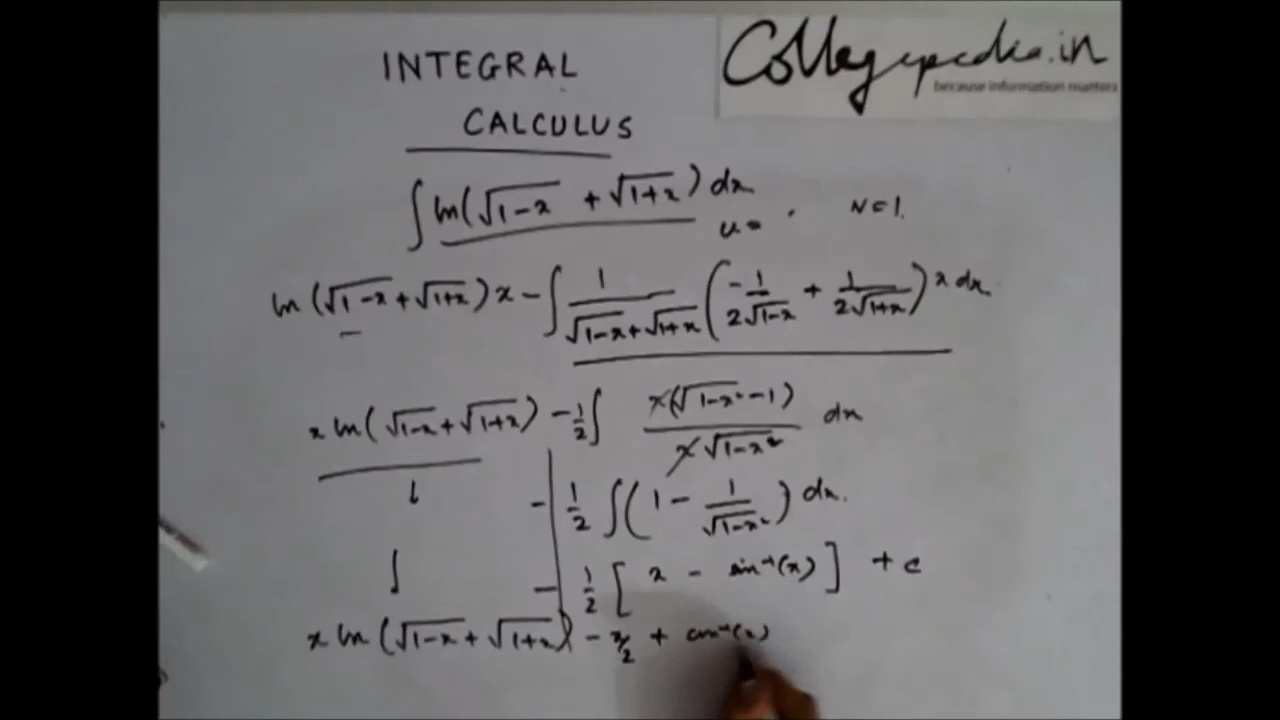 INTEGRAL
Collegepedia.in
because information matters
CALCULUS
∫ ln(√1-x + √1+x) dx
u = . v = 1.
ln (√1-x + √1+x) x - ∫ 1/(√1-x + √1+x) (-1/(2√1-x) + 1/(2√1+x)) x dx
x ln (√1-x + √1+x) - 1/2 ∫ x(√1-x² - 1)/(x√1-x²) dx
↓ - 1/2 ∫ (1 - 1/√1-x²) dx.
∫ - 1/2 [ x - sin⁻¹(x) ] + c
x ln (√1-x + √1+x) - x/2 + sin⁻¹(x)